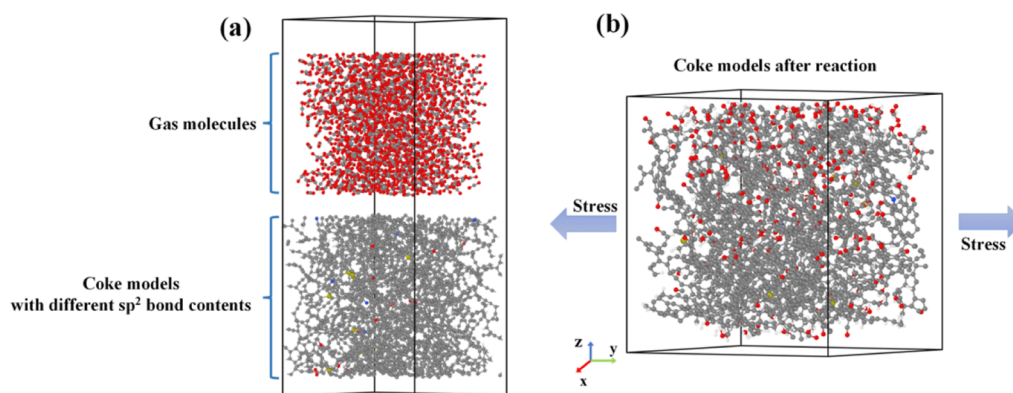 (a)
Gas molecules
Coke models
with different sp² bond contents
(b)
Coke models after reaction
Stress
Stress
z
y
x